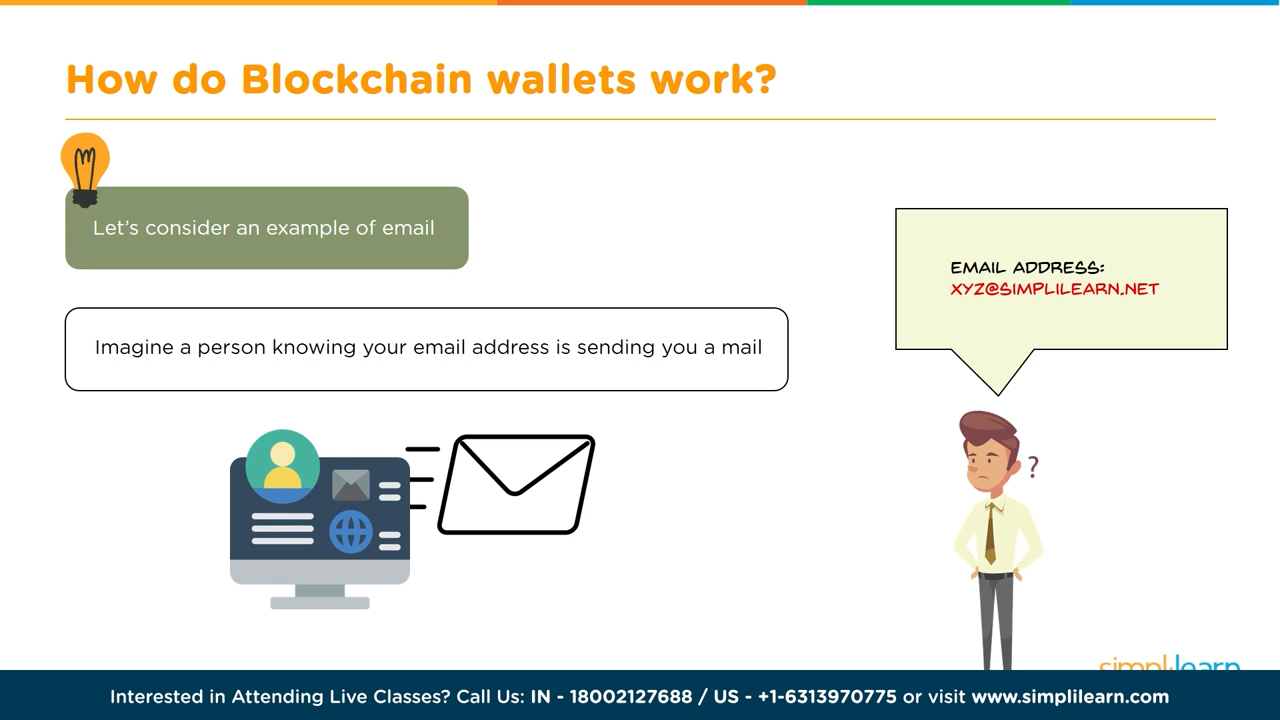 How do Blockchain wallets work?
Let's consider an example of email
Imagine a person knowing your email address is sending you a mail
EMAIL ADDRESS:
XYZ@SIMPLILEARN.NET
?
simplilearn
Interested in Attending Live Classes? Call Us: IN - 18002127688 / US - +1-6313970775 or visit www.simplilearn.com